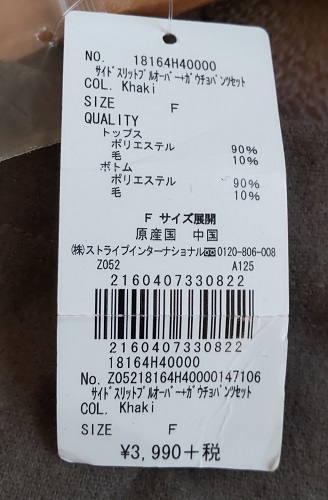 NO. 18164H40000
ｻｲﾄﾞｽﾘｯﾄﾌﾟﾙｵｰﾊﾞｰ+ｶﾞｳﾁｮﾊﾟﾝﾂｾｯﾄ
COL. Khaki
SIZE F
QUALITY
トップス
ポリエステル 90%
毛 10%
ボトム
ポリエステル 90%
毛 10%
F サイズ展開
原産国 中国
(株)ストライプインターナショナル 0120-806-008
Z052 A125
2160407330822
2160407330822
18164H40000
No. Z05218164H40000147106
ｻｲﾄﾞｽﾘｯﾄﾌﾟﾙｵｰﾊﾞｰ+ｶﾞｳﾁｮﾊﾟﾝﾂｾｯﾄ
COL. Khaki
SIZE F
¥3,990+税